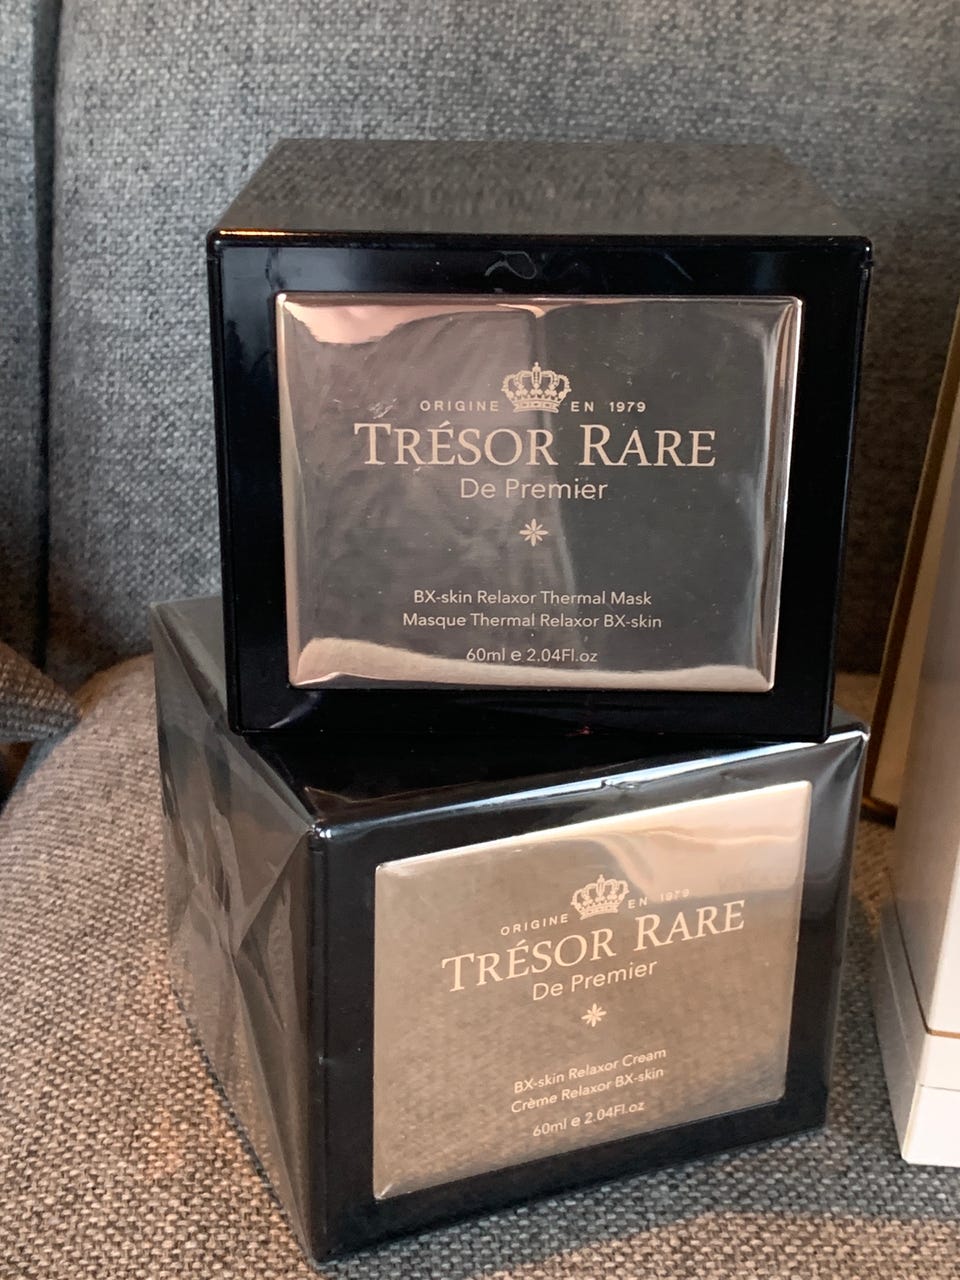 ORIGINE EN 1979
TRÉSOR RARE
De Premier
BX-skin Relaxor Thermal Mask
Masque Thermal Relaxor BX-skin
60ml e 2.04Fl.oz
ORIGINE EN 1979
TRÉSOR RARE
De Premier
BX-skin Relaxor Cream
Crème Relaxor BX-skin
60ml e 2.04Fl.oz